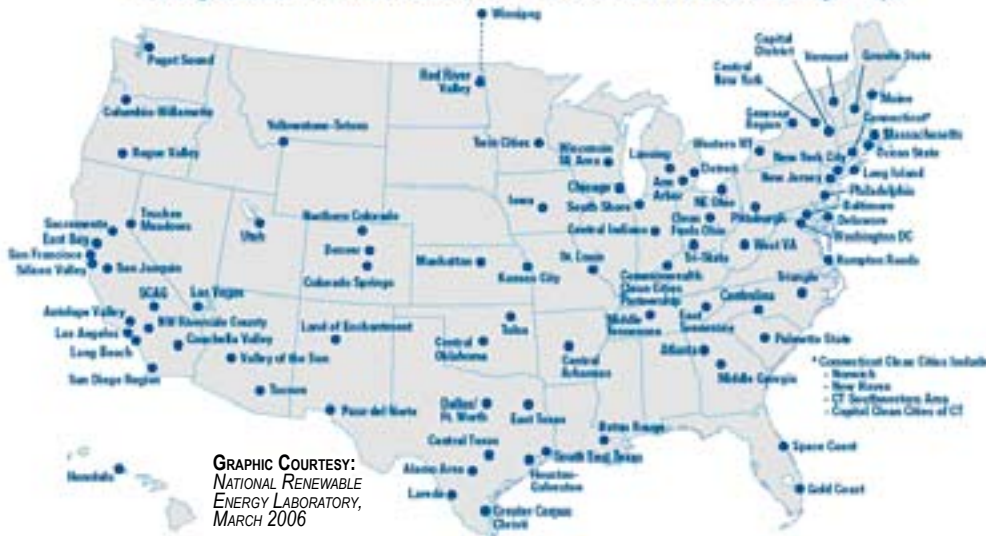 Winnipeg
Puget Sound
Red River
Valley
Capital
District
Vermont
Granite State
Central
New York
Maine
Columbia-Willamette
Yellowstone-Tetons
Genesee
Region
Connecticut*
Massachusetts
Ocean State
Rogue Valley
Twin Cities
Wisconsin
SE Area
Lansing
Western NY
Detroit
New York City
Long Island
New Jersey
Philadelphia
Chicago
Ann
Arbor
NE Ohio
Baltimore
Sacramento
Truckee
Meadows
Northern Colorado
Iowa
South Shore
Clean
Fuels Ohio
Pittsburgh
Delaware
East Bay
Utah
Central Indiana
Washington DC
San Francisco
Denver
Manhattan
St. Louis
Tri-State
West VA
Silicon Valley
San Joaquin
Colorado Springs
Kansas City
Commonwealth
Clean Cities
Partnership
Hampton Roads
Triangle
SCAG
Las Vegas
Centralina
Antelope Valley
NW Riverside County
Land of Enchantment
Tulsa
Middle
Tennessee
East
Tennessee
Los Angeles
Coachella Valley
Central
Oklahoma
Palmetto State
Long Beach
Valley of the Sun
Central
Arkansas
Atlanta
San Diego Region
Middle Georgia
* Connecticut Clean Cities Include
- Norwich
- New Haven
- CT Southwestern Area
- Capitol Clean Cities of CT
Tucson
Paso del Norte
Dallas/
Ft. Worth
East Texas
Baton Rouge
Central Texas
Space Coast
South East Texas
Honolulu
GRAPHIC COURTESY:
NATIONAL RENEWABLE
ENERGY LABORATORY,
MARCH 2006
Alamo Area
Houston-
Galveston
Laredo
Gold Coast
Greater Corpus
Christi